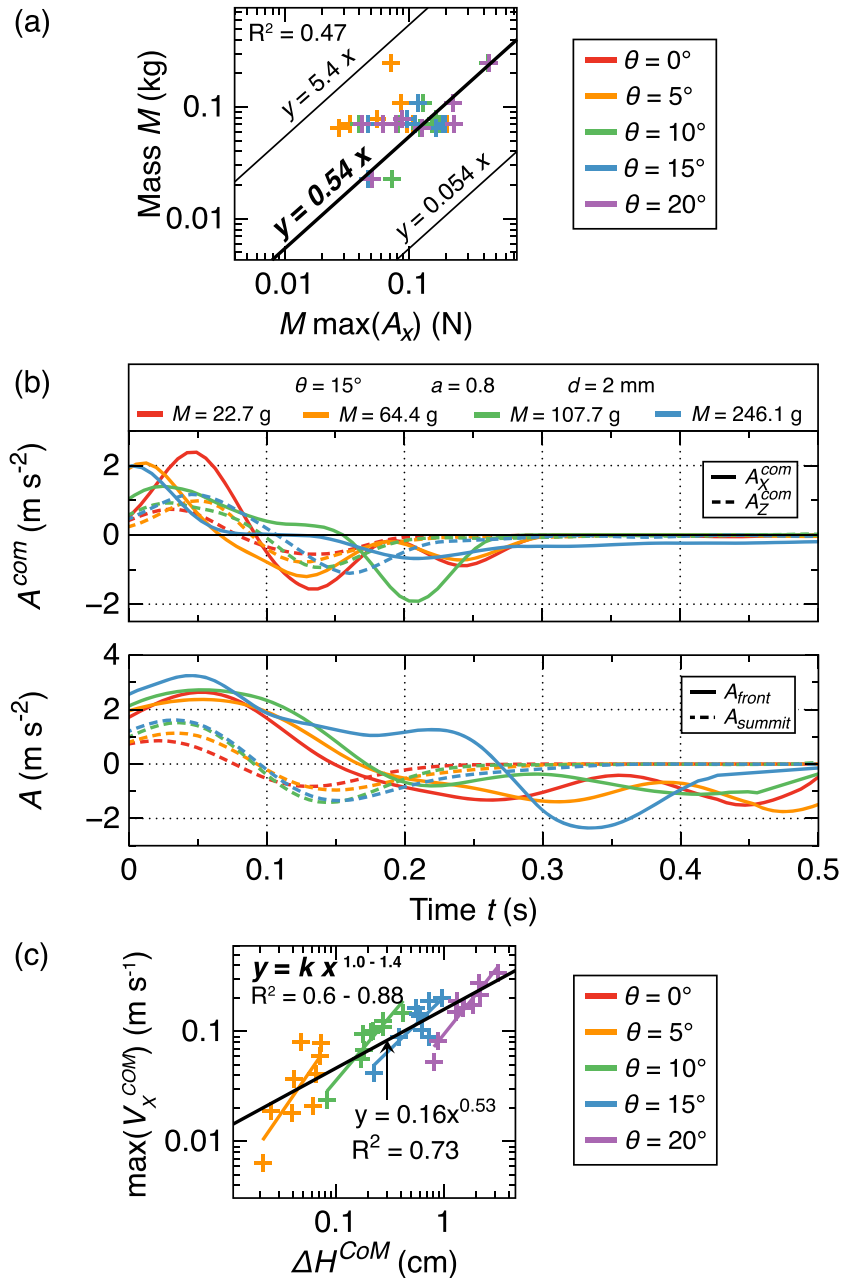 (a)
R² = 0.47
y = 5.4 x
y = 0.54 x
y = 0.054 x
0.1
0.01
Mass M (kg)
0.01 0.1
M max(Aₓ) (N)
θ = 0°
θ = 5°
θ = 10°
θ = 15°
θ = 20°
(b)
θ = 15° a = 0.8 d = 2 mm
M = 22.7 g M = 64.4 g M = 107.7 g M = 246.1 g
A^com (m s⁻²)
2
0
−2
A_X^com
A_Z^com
A (m s⁻²)
4
2
0
−2
A_front
A_summit
0 0.1 0.2 0.3 0.4 0.5
Time t (s)
(c)
y = k x^1.0 - 1.4
R² = 0.6 - 0.88
y = 0.16x^0.53
R² = 0.73
0.1
0.01
max(V_X^COM) (m s⁻¹)
0.1 1
ΔH^CoM (cm)
θ = 0°
θ = 5°
θ = 10°
θ = 15°
θ = 20°